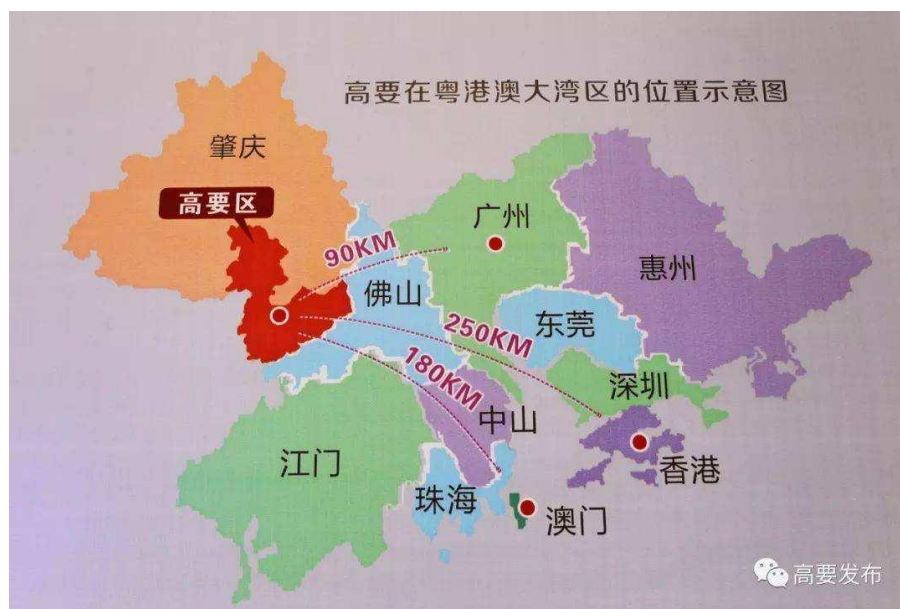 高要在粤港澳大湾区的位置示意图
肇庆
高要区
广州
90KM
惠州
佛山
250KM
东莞
180KM
深圳
中山
江门
香港
珠海
澳门
高要发布